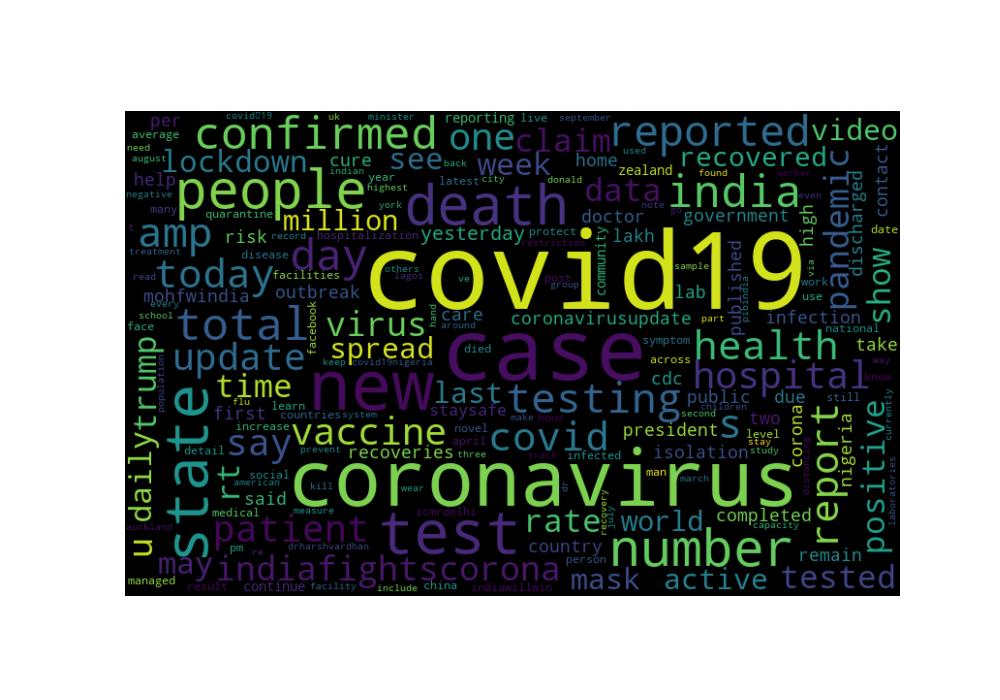 per
covid19
uk
minister
reporting
live
september
average
confirmed
one
claim
reported
video
need
august
lockdown
cure
see
indian
back
week
home
used
zealand
found
recovered
worker
even
help
negative
many
people
year
highest
latest
city
donald
data
india
pandemic
contact
quarantine
york
million
death
note
go
doctor
government
high
discharged
t
amp
risk
record
hospitalization
yesterday
protect
restriction
lakh
date
treatment
disease
day
covid19
community
published
via
show
read
today
facilities
others
lagos
ve
post
group
sample
work
every
mohfwindia
outbreak
care
coronavirusupdate
lab
part
pibindia
use
infection
school
face
total
facebook
virus
hand
around
died
case
symptom
health
national
take
udailytrump
population
update
spread
keep
covid19nigeria
across
cdc
hospital
way
know
state
time
new
last
testing
public
due
still
currently
flu
learn
staysafe
make
hour
second
children
two
first
countries
system
vaccine
novel
covid
president
s
level
corona
nigeria
positive
increase
say
april
three
infected
stay
study
detail
prevent
recoveries
track
man
isolation
report
distancing
laboratories
rt
social
said
american
kill
wear
coronavirus
march
medical
measure
icmrdelhi
dr
recovery
july
completed
capacity
auckland
patient
test
rate
world
number
pm
re
drharshvardhan
country
person
remain
managed
may
indiafightscorona
mask
active
tested
result
continue
facility
china
include
indiawillwin